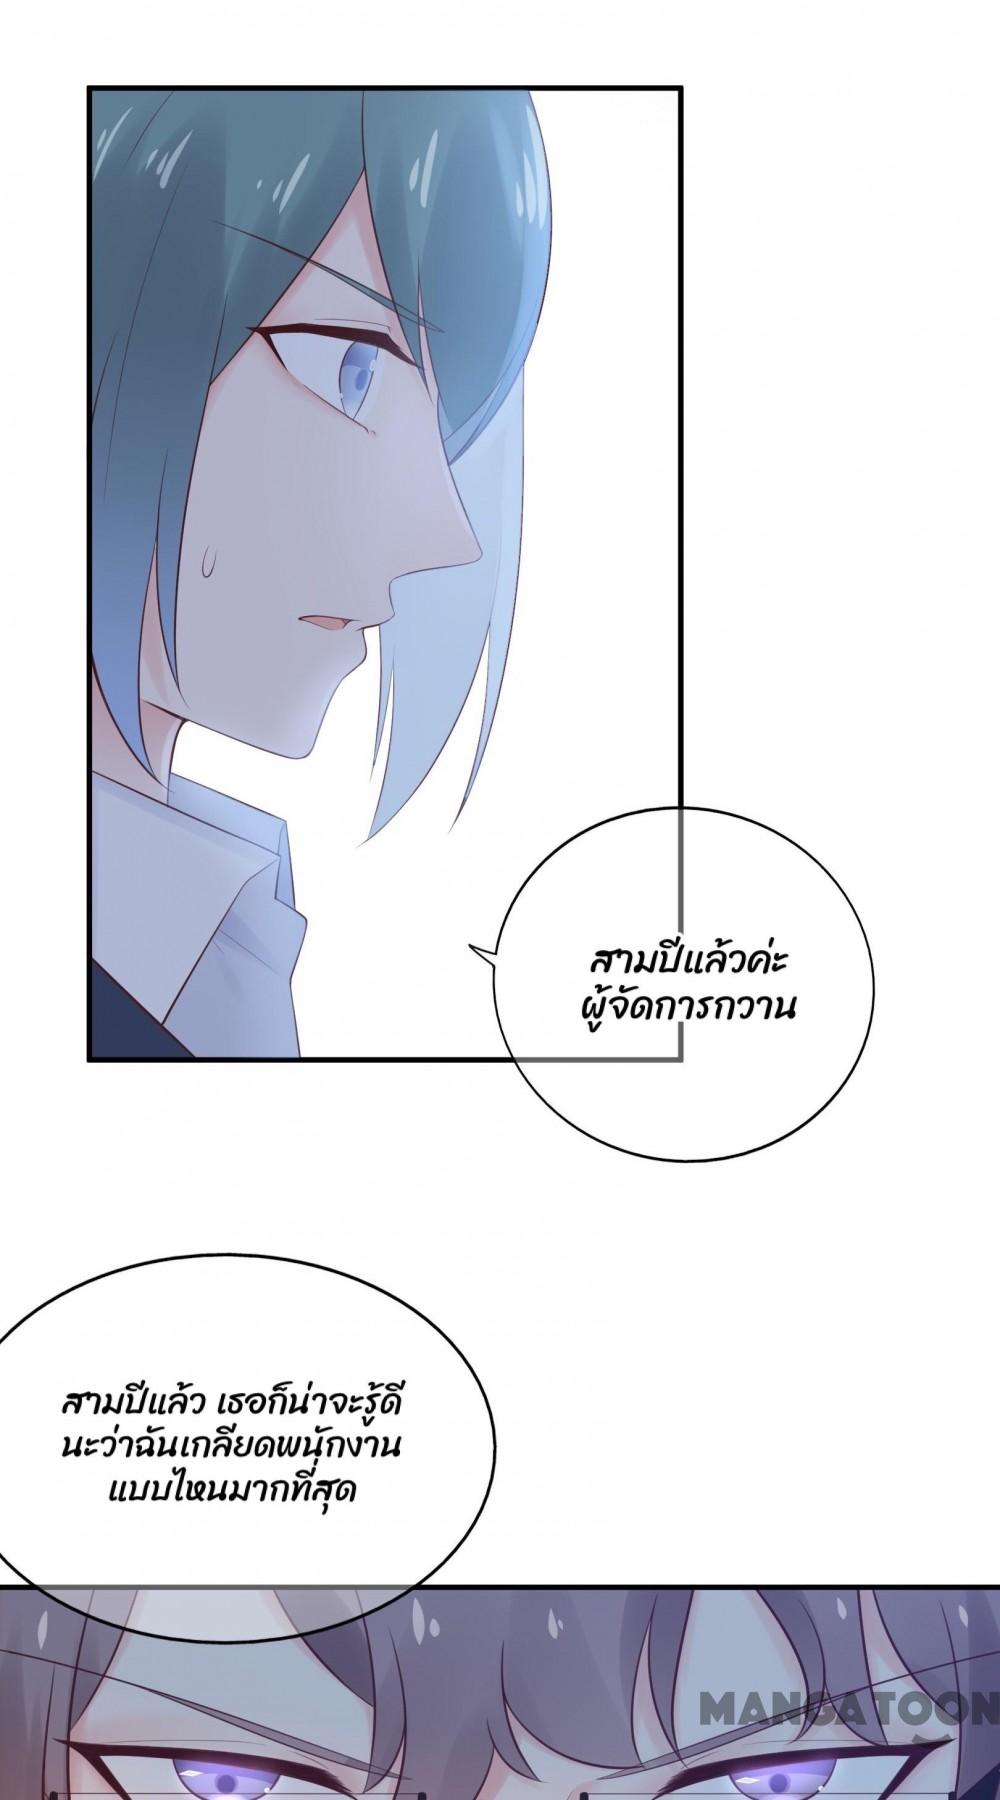 สามปีแล้วค่ะ
ผู้จัดการกวาน
สามปีแล้ว เธอก็น่าจะรู้ดี
นะว่าฉันเกลียดพนักงาน
แบบไหนมากที่สุด
MANGATOON